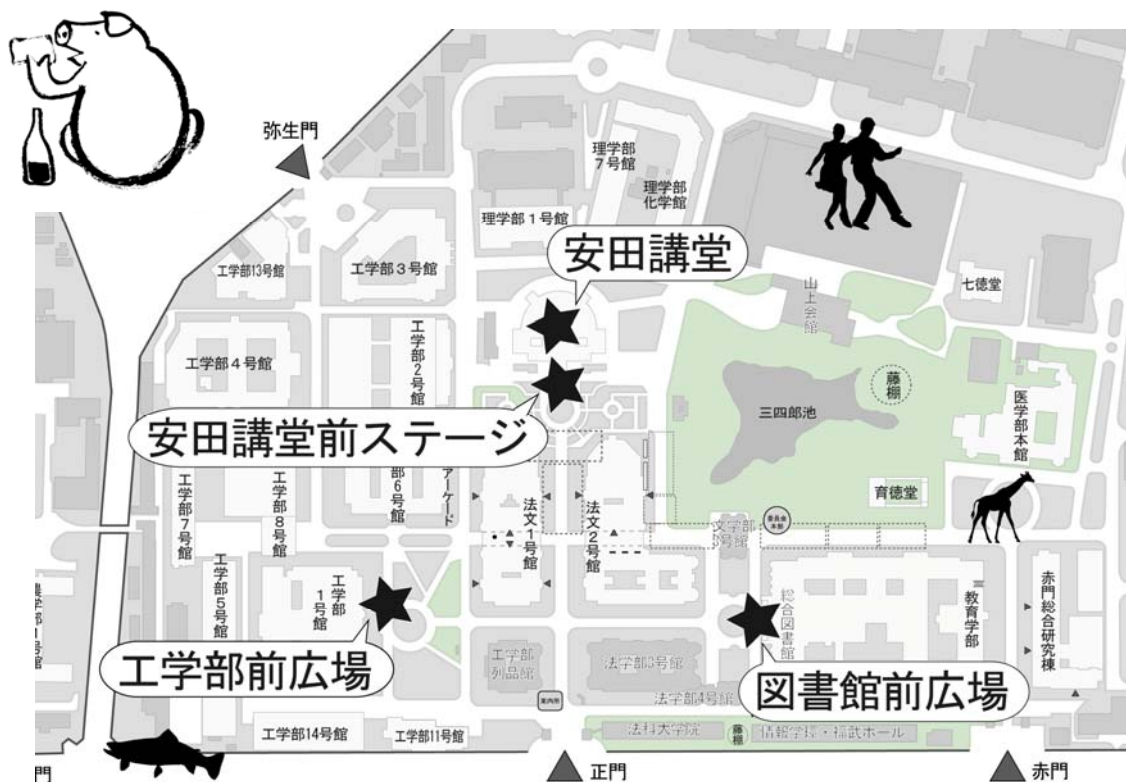 弥生門
理学部7号館
理学部化学館
理学部1号館
安田講堂
工学部13号館
工学部3号館
山上会館
七徳堂
工学部4号館
工学部2号館
藤棚
三四郎池
医学部本館
安田講堂前ステージ
育徳堂
工学部7号館
工学部8号館
部6号館
アーケード
法文1号館
法文2号館
文学部
号館
委員会
本部
工学部5号館
工学部
1号館
総合図書館
教育学部
赤門総合研究棟
工学部前広場
工学部
列品館
法学部3号館
図書館前広場
案内所
法学部4号館
工学部14号館
工学部11号館
法科大学院
藤棚
情報学環・福武ホール
門
正門
赤門